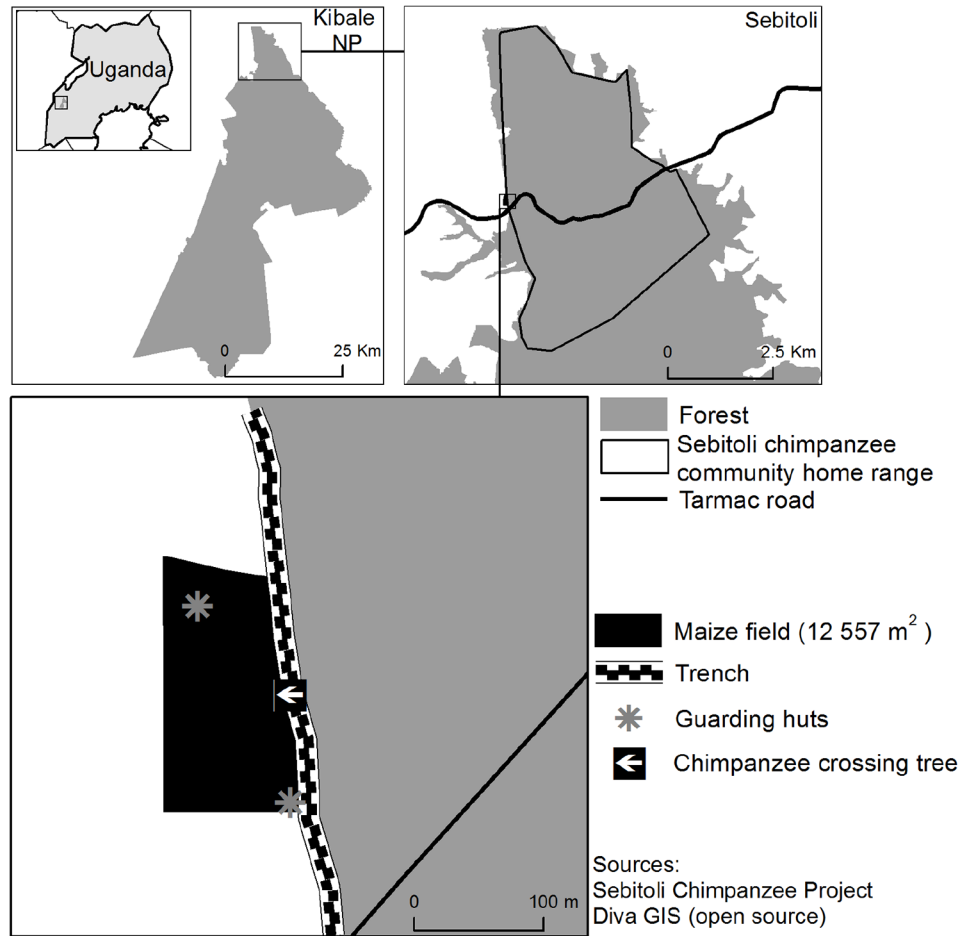 Uganda
Kibale
NP
0 25 Km
Sebitoli
0 2.5 Km
0 100 m
Forest
Sebitoli chimpanzee
community home range
Tarmac road
Maize field (12 557 m²)
Trench
Guarding huts
Chimpanzee crossing tree
Sources:
Sebitoli Chimpanzee Project
Diva GIS (open source)